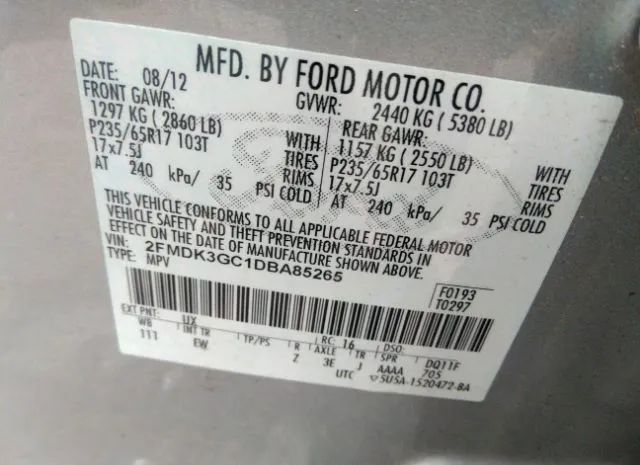 MFD. BY FORD MOTOR CO.
DATE: 08/12 GVWR: 2440 KG ( 5380 LB)
FRONT GAWR: REAR GAWR:
1297 KG ( 2860 LB) WITH 1157 KG ( 2550 LB) WITH
P235/65R17 103T TIRES P235/65R17 103T TIRES
17x7.5J RIMS 17x7.5J RIMS
AT 240 kPa/ 35 PSI COLD AT 240 kPa/ 35 PSI COLD
THIS VEHICLE CONFORMS TO ALL APPLICABLE FEDERAL MOTOR
VEHICLE SAFETY AND THEFT PREVENTION STANDARDS IN
EFFECT ON THE DATE OF MANUFACTURE SHOWN ABOVE.
VIN: 2FMDK3GC1DBA85265
TYPE: MPV
F0193
T0297
EXT PNT: UX RC: 16 DSO:
WB INT TR TP/PS R AXLE TR SPR
111 EW Z 3E J AAAA
DQ11F
705
UTC 5U5A-1520472-BA
Ford